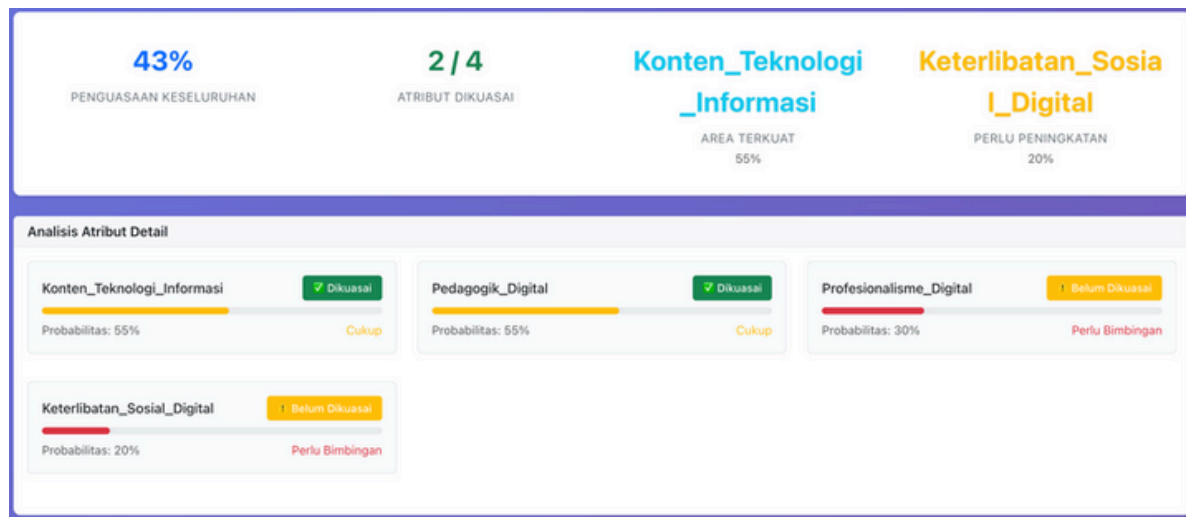 43%
PENGUASAAN KESELURUHAN
2 / 4
ATRIBUT DIKUASAI
Konten_Teknologi
_Informasi
AREA TERKUAT
55%
Keterlibatan_Sosia
l_Digital
PERLU PENINGKATAN
20%
Analisis Atribut Detail
Konten_Teknologi_Informasi
Dikuasai
Probabilitas: 55%
Cukup
Pedagogik_Digital
Dikuasai
Probabilitas: 55%
Cukup
Profesionalisme_Digital
! Belum Dikuasai
Probabilitas: 30%
Perlu Bimbingan
Keterlibatan_Sosial_Digital
! Belum Dikuasai
Probabilitas: 20%
Perlu Bimbingan